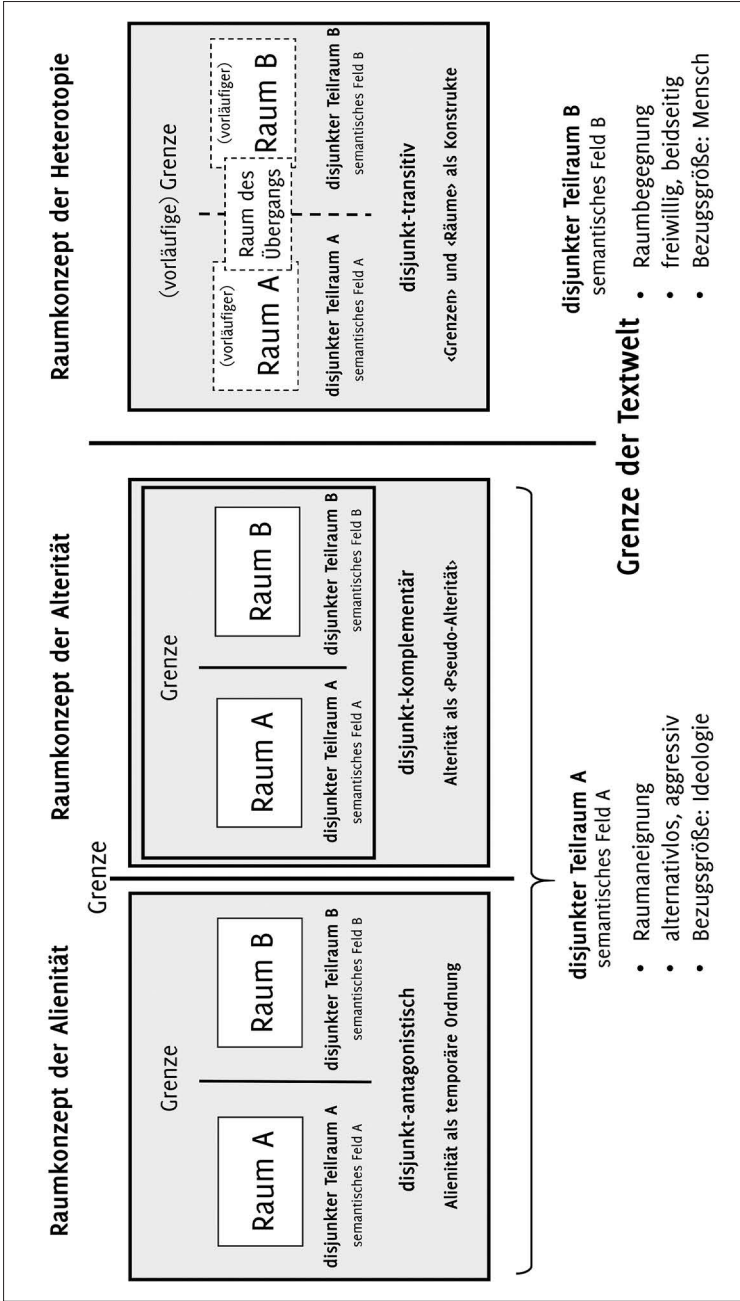 Raumkonzept der Alienität
Grenze
Raum A
Raum B
disjunkter Teilraum A
semantisches Feld A
disjunkter Teilraum B
semantisches Feld B
disjunkt-antagonistisch
Alienität als temporäre Ordnung
Grenze
Raumkonzept der Alterität
Grenze
Raum A
Raum B
disjunkter Teilraum A
semantisches Feld A
disjunkter Teilraum B
semantisches Feld B
disjunkt-komplementär
Alterität als ‹Pseudo-Alterität›
Raumkonzept der Heterotopie
(vorläufige) Grenze
(vorläufiger)
Raum A
Raum des
Übergangs
(vorläufiger)
Raum B
disjunkter Teilraum A
semantisches Feld A
disjunkter Teilraum B
semantisches Feld B
disjunkt-transitiv
‹Grenzen› und ‹Räume› als Konstrukte
disjunkter Teilraum A
semantisches Feld A
• Raumaneignung
• alternativlos, aggressiv
• Bezugsgröße: Ideologie
Grenze der Textwelt
disjunkter Teilraum B
semantisches Feld B
• Raumbegegnung
• freiwillig, beidseitig
• Bezugsgröße: Mensch